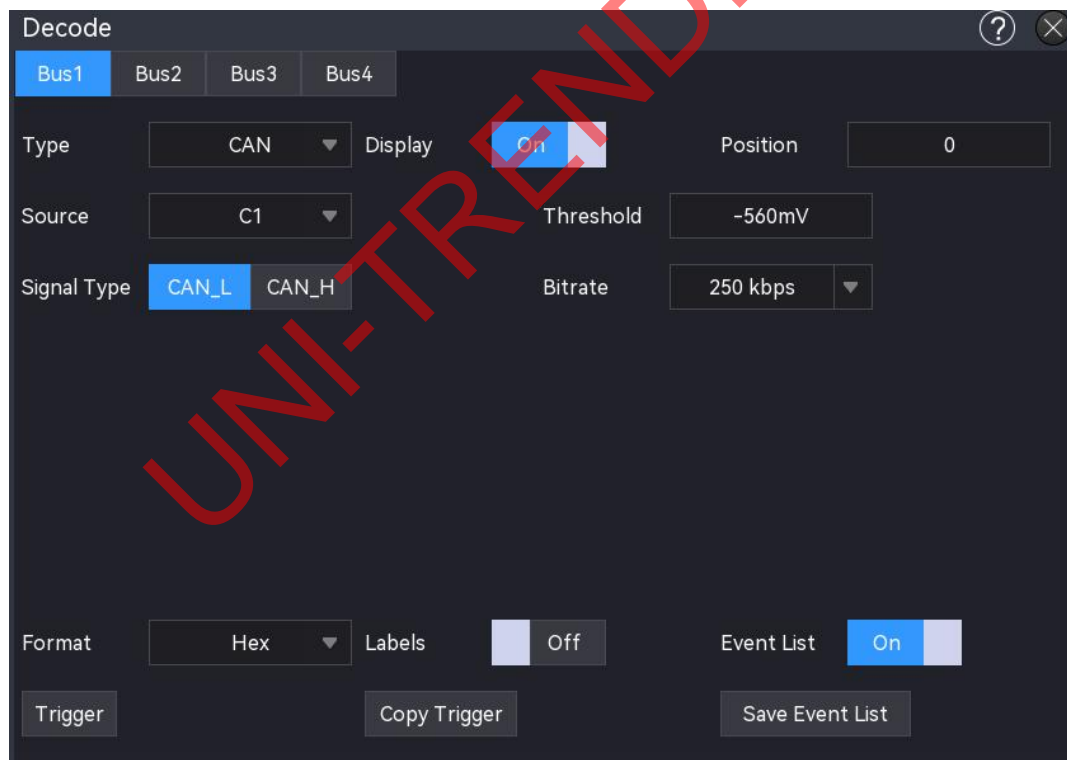 Decode ?
Bus1 Bus2 Bus3 Bus4
Type CAN Display On Position 0
Source C1 Threshold -560mV
Signal Type CAN_L CAN_H Bitrate 250 kbps
Format Hex Labels Off Event List On
Trigger Copy Trigger Save Event List
UNI-TREND